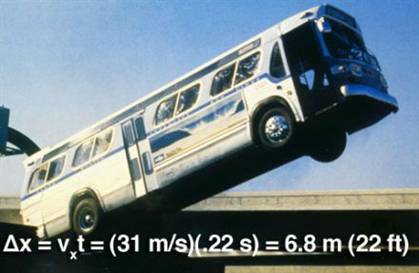 Δx = vₓt = (31 m/s)(.22 s) = 6.8 m (22 ft)